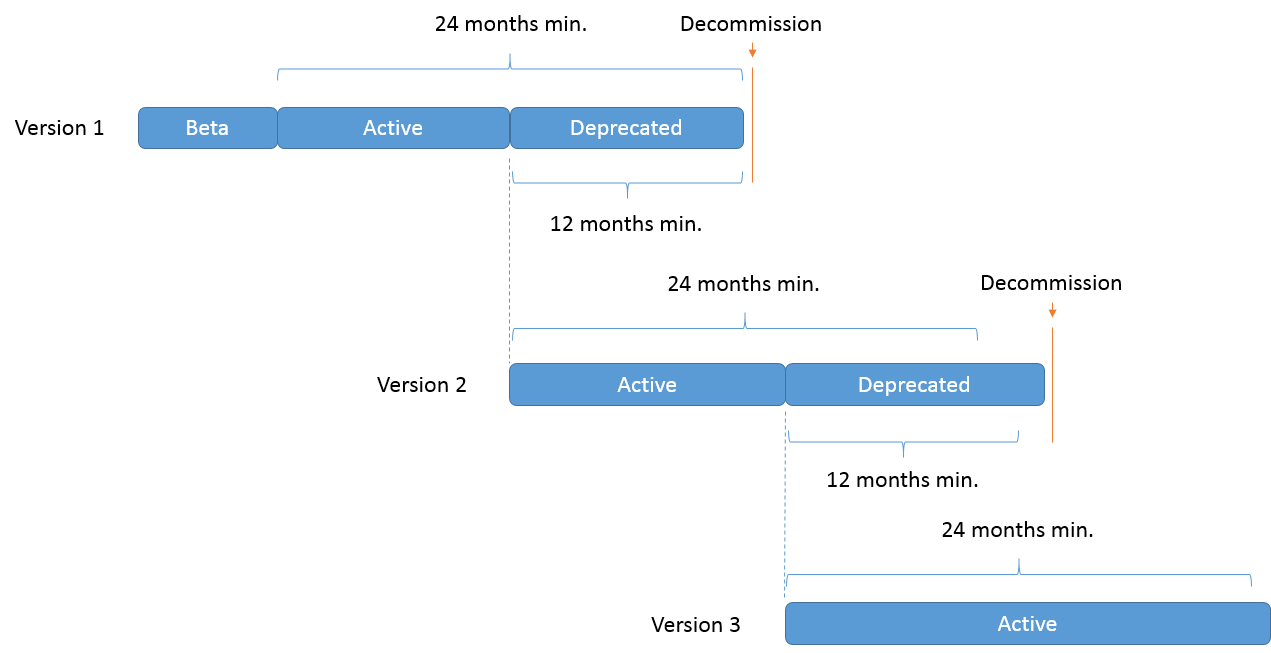 24 months min.
Decommission
Version 1
Beta
Active
Deprecated
12 months min.
24 months min.
Decommission
Version 2
Active
Deprecated
12 months min.
24 months min.
Version 3
Active